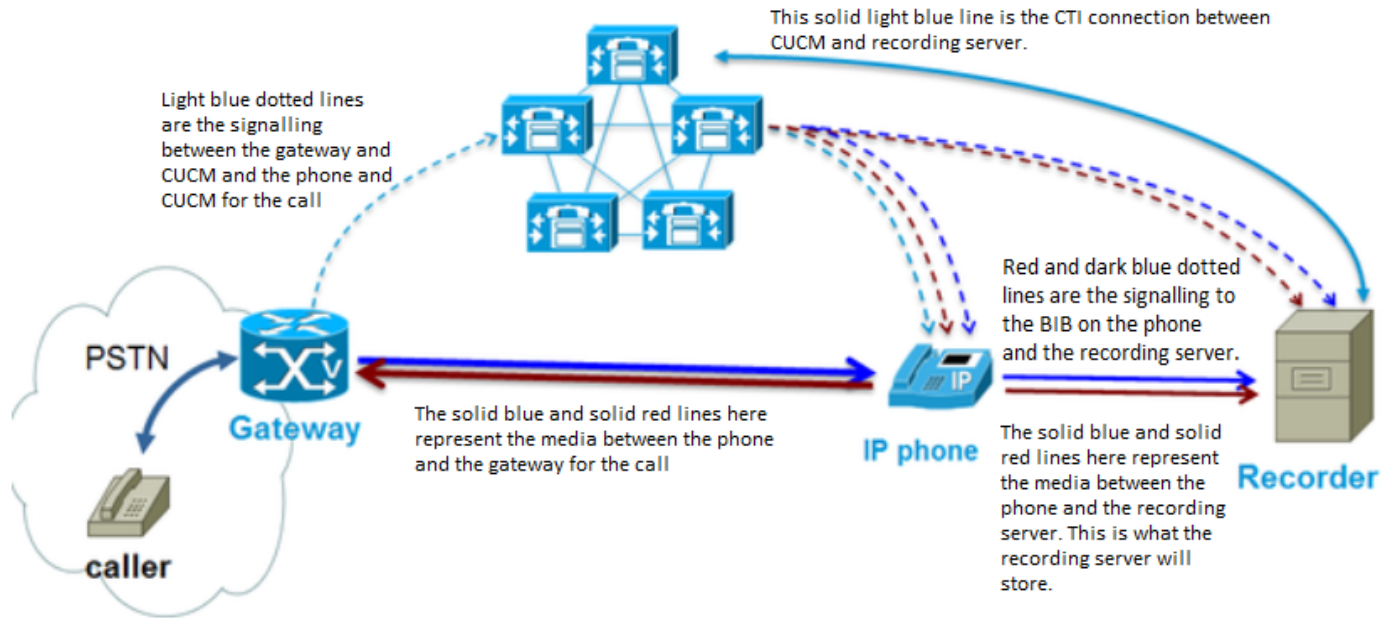 This solid light blue line is the CTI connection between
CUCM and recording server.
Light blue dotted lines
are the signalling
between the gateway and
CUCM and the phone and
CUCM for the call
Red and dark blue dotted
lines are the signalling to
the BIB on the phone
and the recording server.
PSTN
V
Gateway
The solid blue and solid red lines here
represent the media between the phone
and the gateway for the call
IP
IP phone
The solid blue and solid
red lines here represent
the media between the
phone and the recording
server. This is what the
recording server will
store.
Recorder
caller